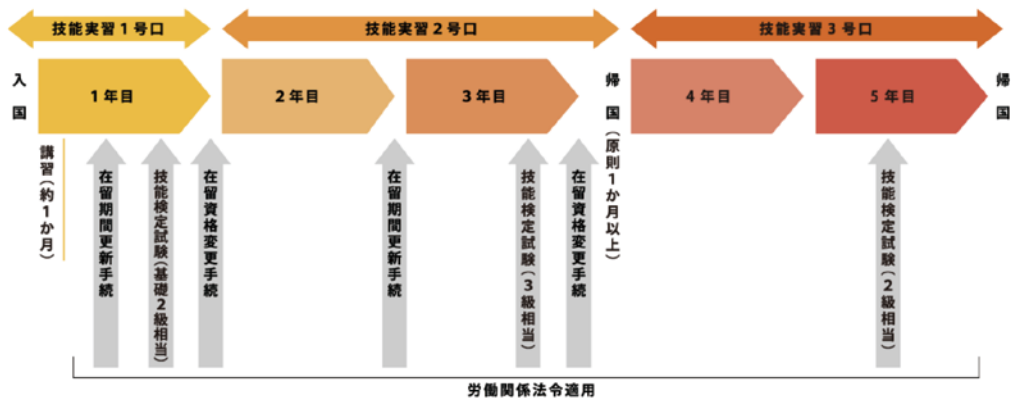 技能実習1号口
技能実習2号口
技能実習3号口
入国
1年目
2年目
3年目
帰国(原則1か月以上)
4年目
5年目
帰国
講習(約1か月)
在留期間更新手続
技能検定試験(基礎2級相当)
在留資格変更手続
在留期間更新手続
技能検定試験(3級相当)
在留資格変更手続
技能検定試験(2級相当)
労働関係法令適用